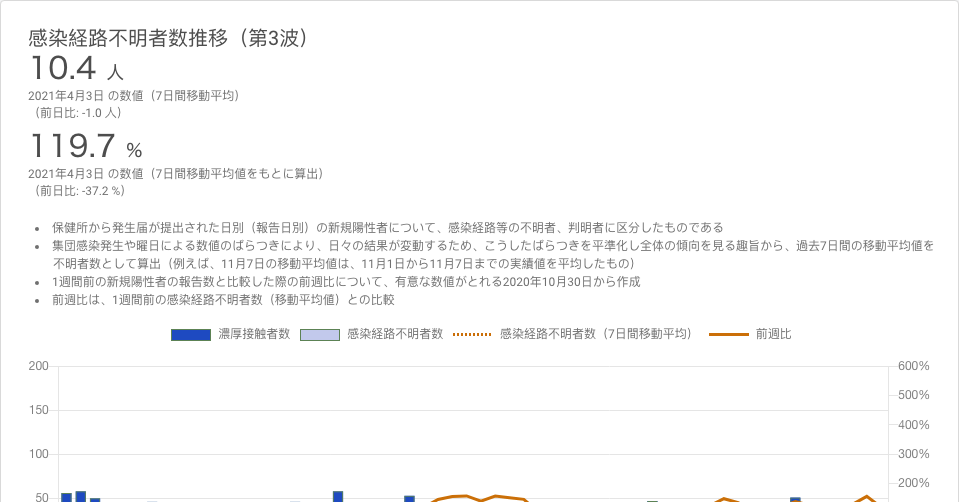 感染経路不明者数推移（第3波）
10.4 人
2021年4月3日 の数値（7日間移動平均）
（前日比: -1.0 人）
119.7 %
2021年4月3日 の数値（7日間移動平均値をもとに算出）
（前日比: -37.2 %）
• 保健所から発生届が提出された日別（報告日別）の新規陽性者について、感染経路等の不明者、判明者に区分したものである
• 集団感染発生や曜日による数値のばらつきにより、日々の結果が変動するため、こうしたばらつきを平準化し全体の傾向を見る趣旨から、過去7日間の移動平均値を
不明者数として算出（例えば、11月7日の移動平均値は、11月1日から11月7日までの実績値を平均したもの）
• 1週間前の新規陽性者の報告数と比較した際の前週比について、有意な数値がとれる2020年10月30日から作成
• 前週比は、1週間前の感染経路不明者数（移動平均値）との比較
濃厚接触者数 感染経路不明者数 感染経路不明者数（7日間移動平均） 前週比
200 600%
500%
150
400%
100 300%
200%
50